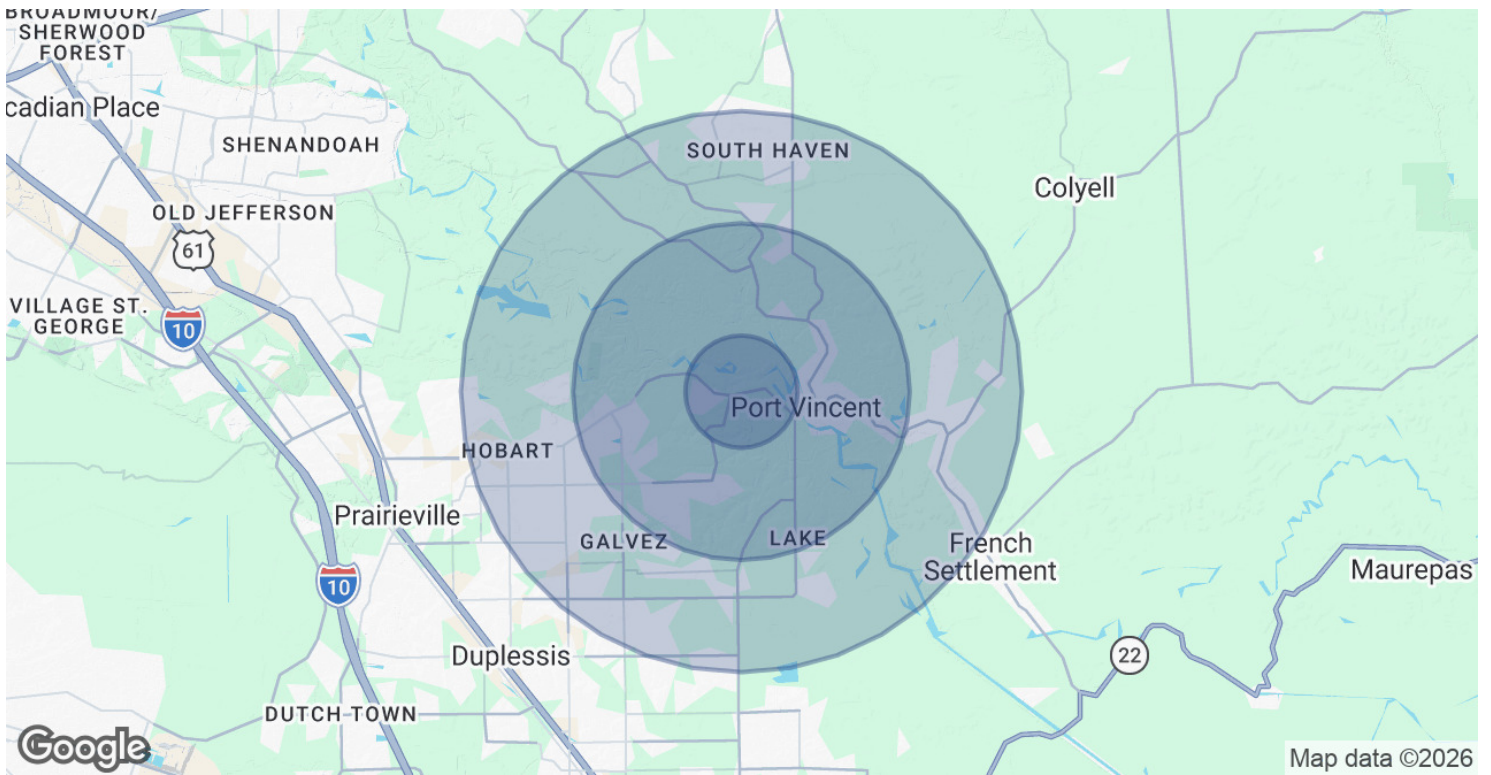 BROADMOOR/
SHERWOOD
FOREST
cadian Place
SHENANDOAH
SOUTH HAVEN
Colyell
OLD JEFFERSON
61
VILLAGE ST.
GEORGE
10
Port Vincent
HOBART
Prairieville
GALVEZ
LAKE
French
Settlement
Maurepas
10
Duplessis
22
DUTCH TOWN
Google
Map data ©2026